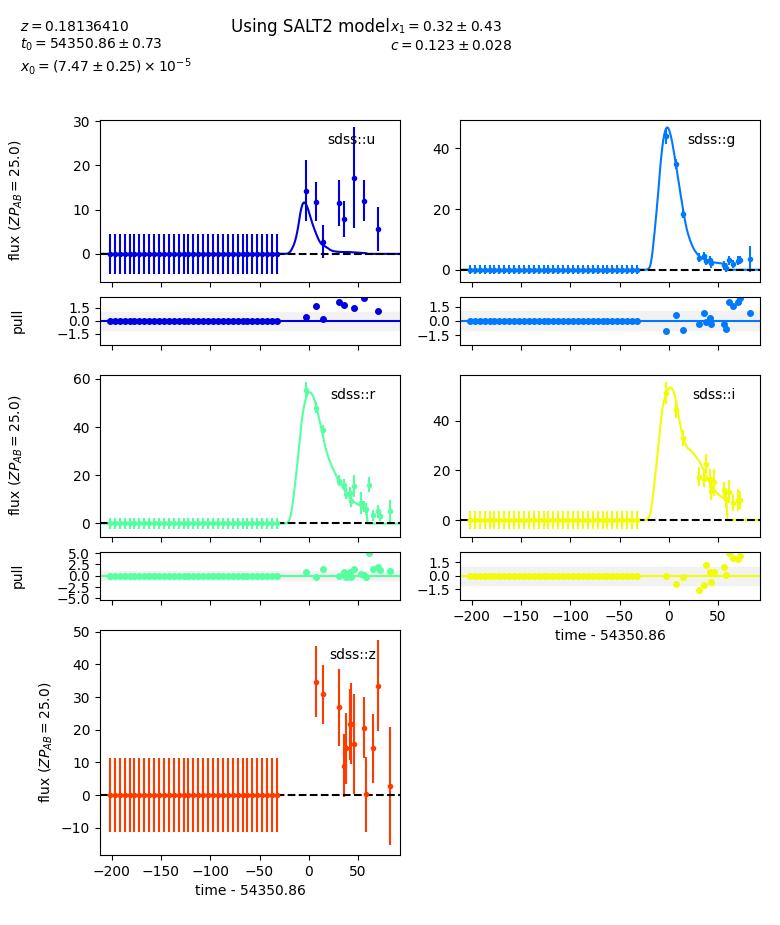 z = 0.18136410
t₀ = 54350.86 ± 0.73
x₀ = (7.47 ± 0.25) × 10⁻⁵
Using SALT2 model
x₁ = 0.32 ± 0.43
c = 0.123 ± 0.028
flux (ZP_AB = 25.0)
30
20
10
0
sdss::u
40
20
0
sdss::g
pull
1.5
0.0
−1.5
1.5
0.0
−1.5
flux (ZP_AB = 25.0)
60
40
20
0
sdss::r
40
20
0
sdss::i
pull
5.0
2.5
0.0
−2.5
−5.0
1.5
0.0
−1.5
−200 −150 −100 −50 0 50
time - 54350.86
flux (ZP_AB = 25.0)
50
40
30
20
10
0
−10
sdss::z
−200 −150 −100 −50 0 50
time - 54350.86